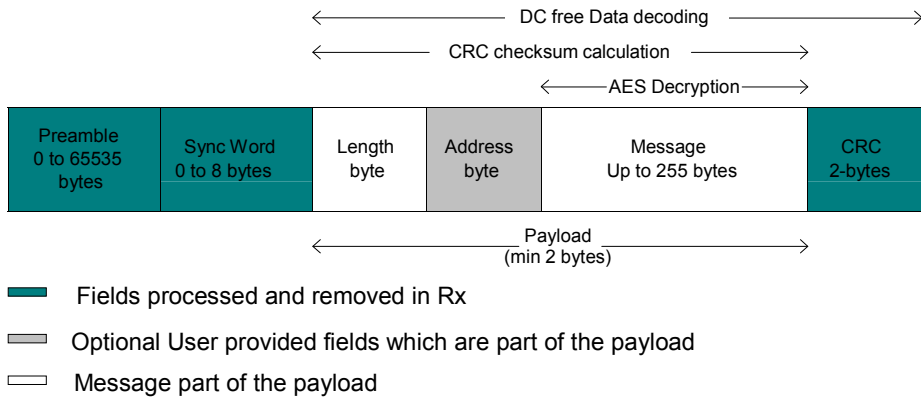 DC free Data decoding
CRC checksum calculation
AES Decryption
Preamble
0 to 65535
bytes
Sync Word
0 to 8 bytes
Length
byte
Address
byte
Message
Up to 255 bytes
CRC
2-bytes
Payload
(min 2 bytes)
Fields processed and removed in Rx
Optional User provided fields which are part of the payload
Message part of the payload